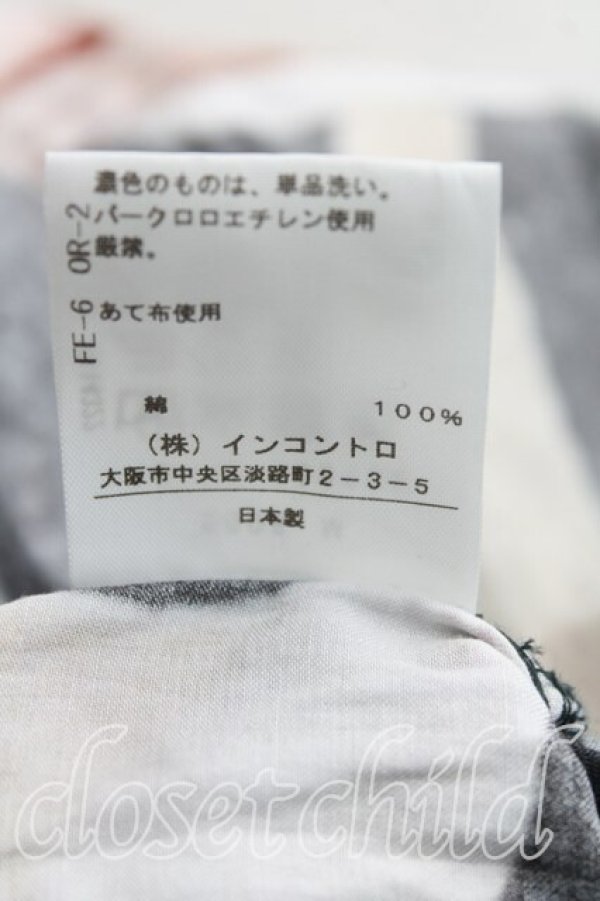 濃色のものは、単品洗い。
パークロロエチレン使用
厳禁。
あて布使用
FE-6 OR-2
綿 100%
（株）インコントロ
大阪市中央区淡路町2-3-5
日本製
closet child